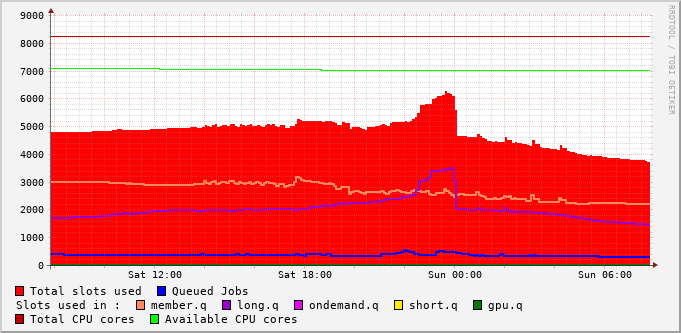 RRDTOOL / TOBI OETIKER
9000
8000
7000
6000
5000
4000
3000
2000
1000
0
Sat 12:00 Sat 18:00 Sun 00:00 Sun 06:00
Total slots used Queued Jobs
Slots used in : member.q long.q ondemand.q short.q gpu.q
Total CPU cores Available CPU cores